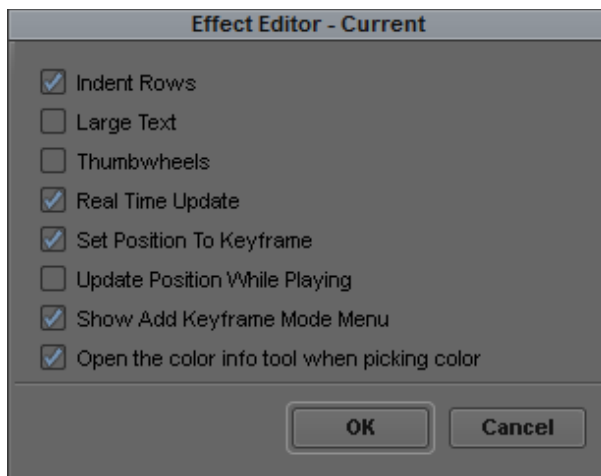 Effect Editor - Current
Indent Rows
Large Text
Thumbwheels
Real Time Update
Set Position To Keyframe
Update Position While Playing
Show Add Keyframe Mode Menu
Open the color info tool when picking color
OK
Cancel